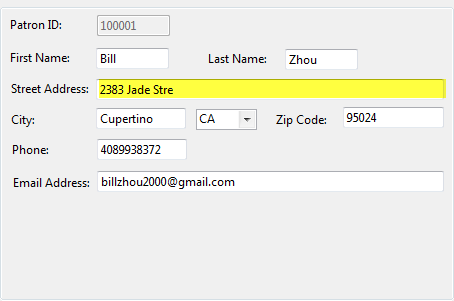 Patron ID: 100001
First Name: Bill Last Name: Zhou
Street Address: 2383 Jade Stre
City: Cupertino CA Zip Code: 95024
Phone: 4089938372
Email Address: billzhou2000@gmail.com